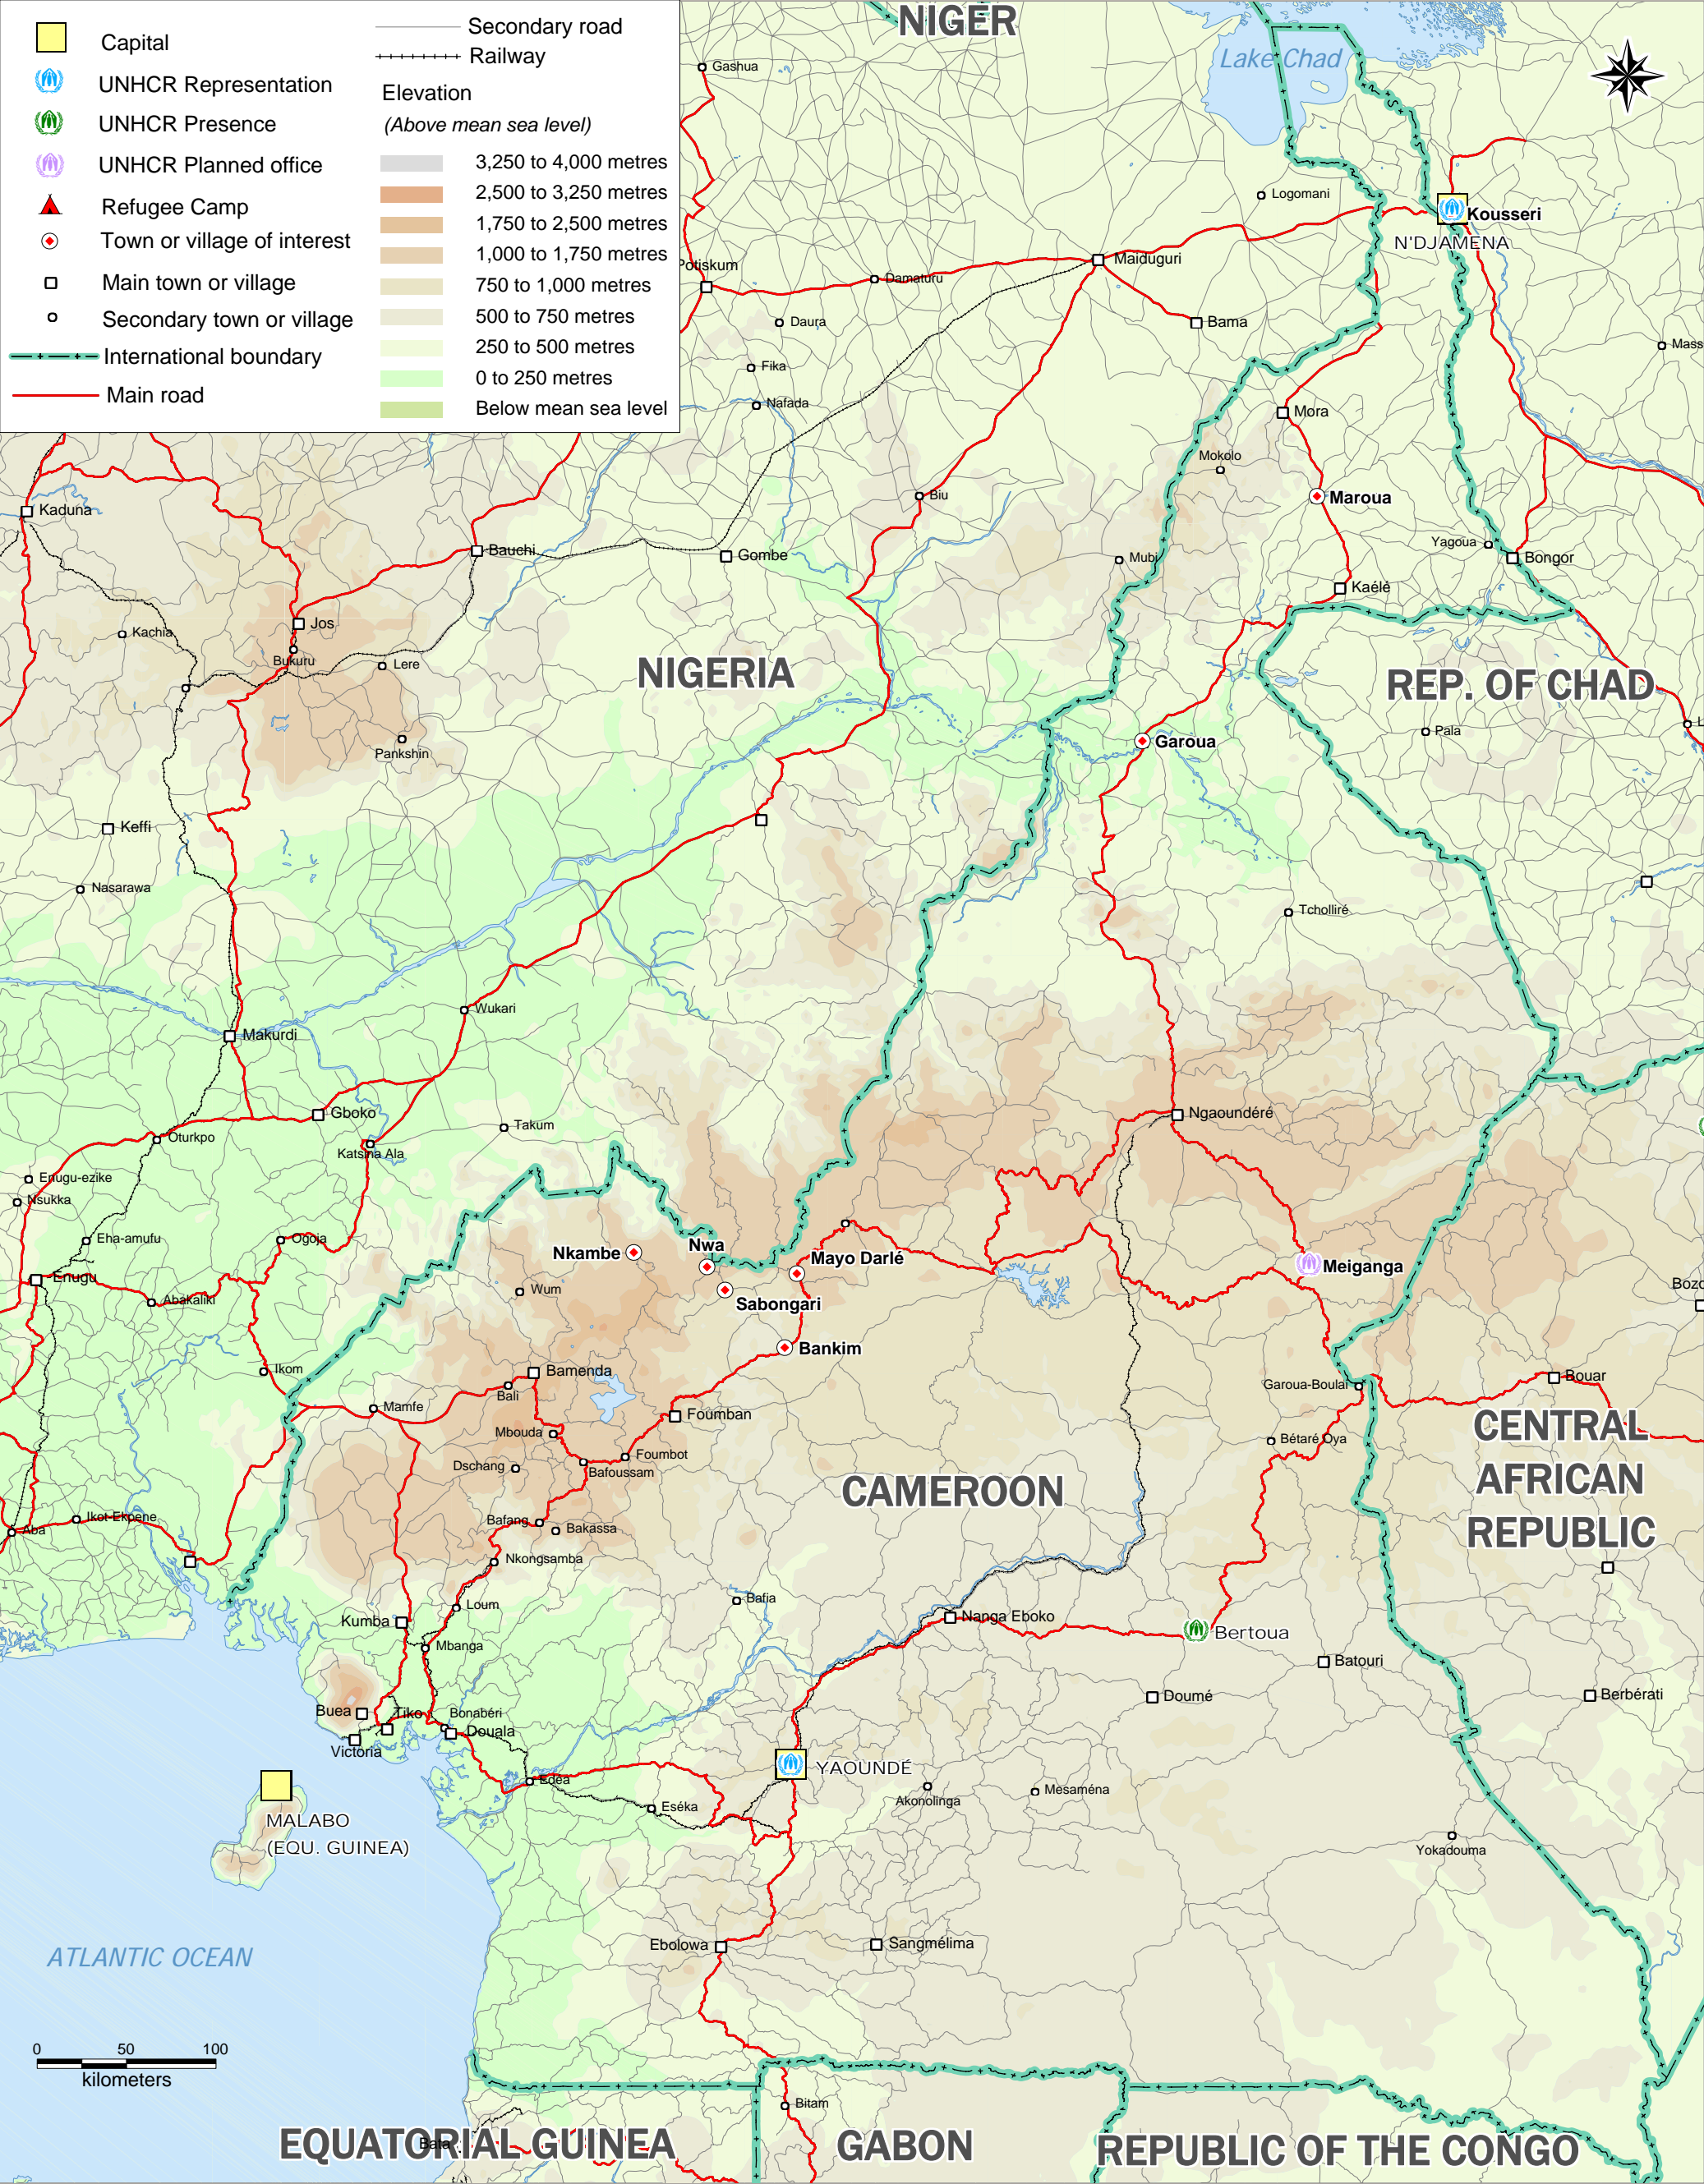 Capital
UNHCR Representation
UNHCR Presence
UNHCR Planned office
Refugee Camp
Town or village of interest
Main town or village
Secondary town or village
International boundary
Main road
Secondary road
Railway
Elevation
(Above mean sea level)
3,250 to 4,000 metres
2,500 to 3,250 metres
1,750 to 2,500 metres
1,000 to 1,750 metres
750 to 1,000 metres
500 to 750 metres
250 to 500 metres
0 to 250 metres
Below mean sea level
NIGER
Lake Chad
Gashua
Logomani
Kousseri
N'DJAMENA
Maiduguri
Potiskum
Damaturu
Daura
Bama
Mass
Fika
Nafada
Mora
Mokolo
Biu
Maroua
Kaduna
Bauchi
Gombe
Mubi
Yagoua
Bongor
Kaélé
Jos
Kachia
Bukuru
Lere
NIGERIA
REP. OF CHAD
L
Pala
Garoua
Pankshin
Keffi
Nasarawa
Tcholliré
Wukari
Makurdi
Gboko
Ngaoundéré
Takum
Oturkpo
Katsina Ala
Enugu-ezike
Nsukka
Eha-amufu
Ogoja
Nkambe
Nwa
Mayo Darlé
Meiganga
Enugu
Wum
Sabongari
Abakaliki
Bozo
Bankim
Ikom
Bamenda
Bali
Garoua-Boulai
Bouar
Mamfe
Foumban
CENTRAL
AFRICAN
REPUBLIC
Mbouda
Bétaré Oya
Foumbot
Dschang
Bafoussam
CAMEROON
Ikot Ekpene
Aba
Bafang
Bakassa
Nkongsamba
Bafia
Loum
Kumba
Nanga Eboko
Bertoua
Mbanga
Batouri
Doumé
Berbérati
Buea
Tiko
Bonabéri
Douala
Victoria
YAOUNDÉ
Edéa
Akonolinga
Mesaména
Eséka
MALABO
(EQU. GUINEA)
Yokadouma
Ebolowa
Sangmélima
ATLANTIC OCEAN
0 50 100
kilometers
Bitam
Bata
EQUATORIAL GUINEA
GABON
REPUBLIC OF THE CONGO